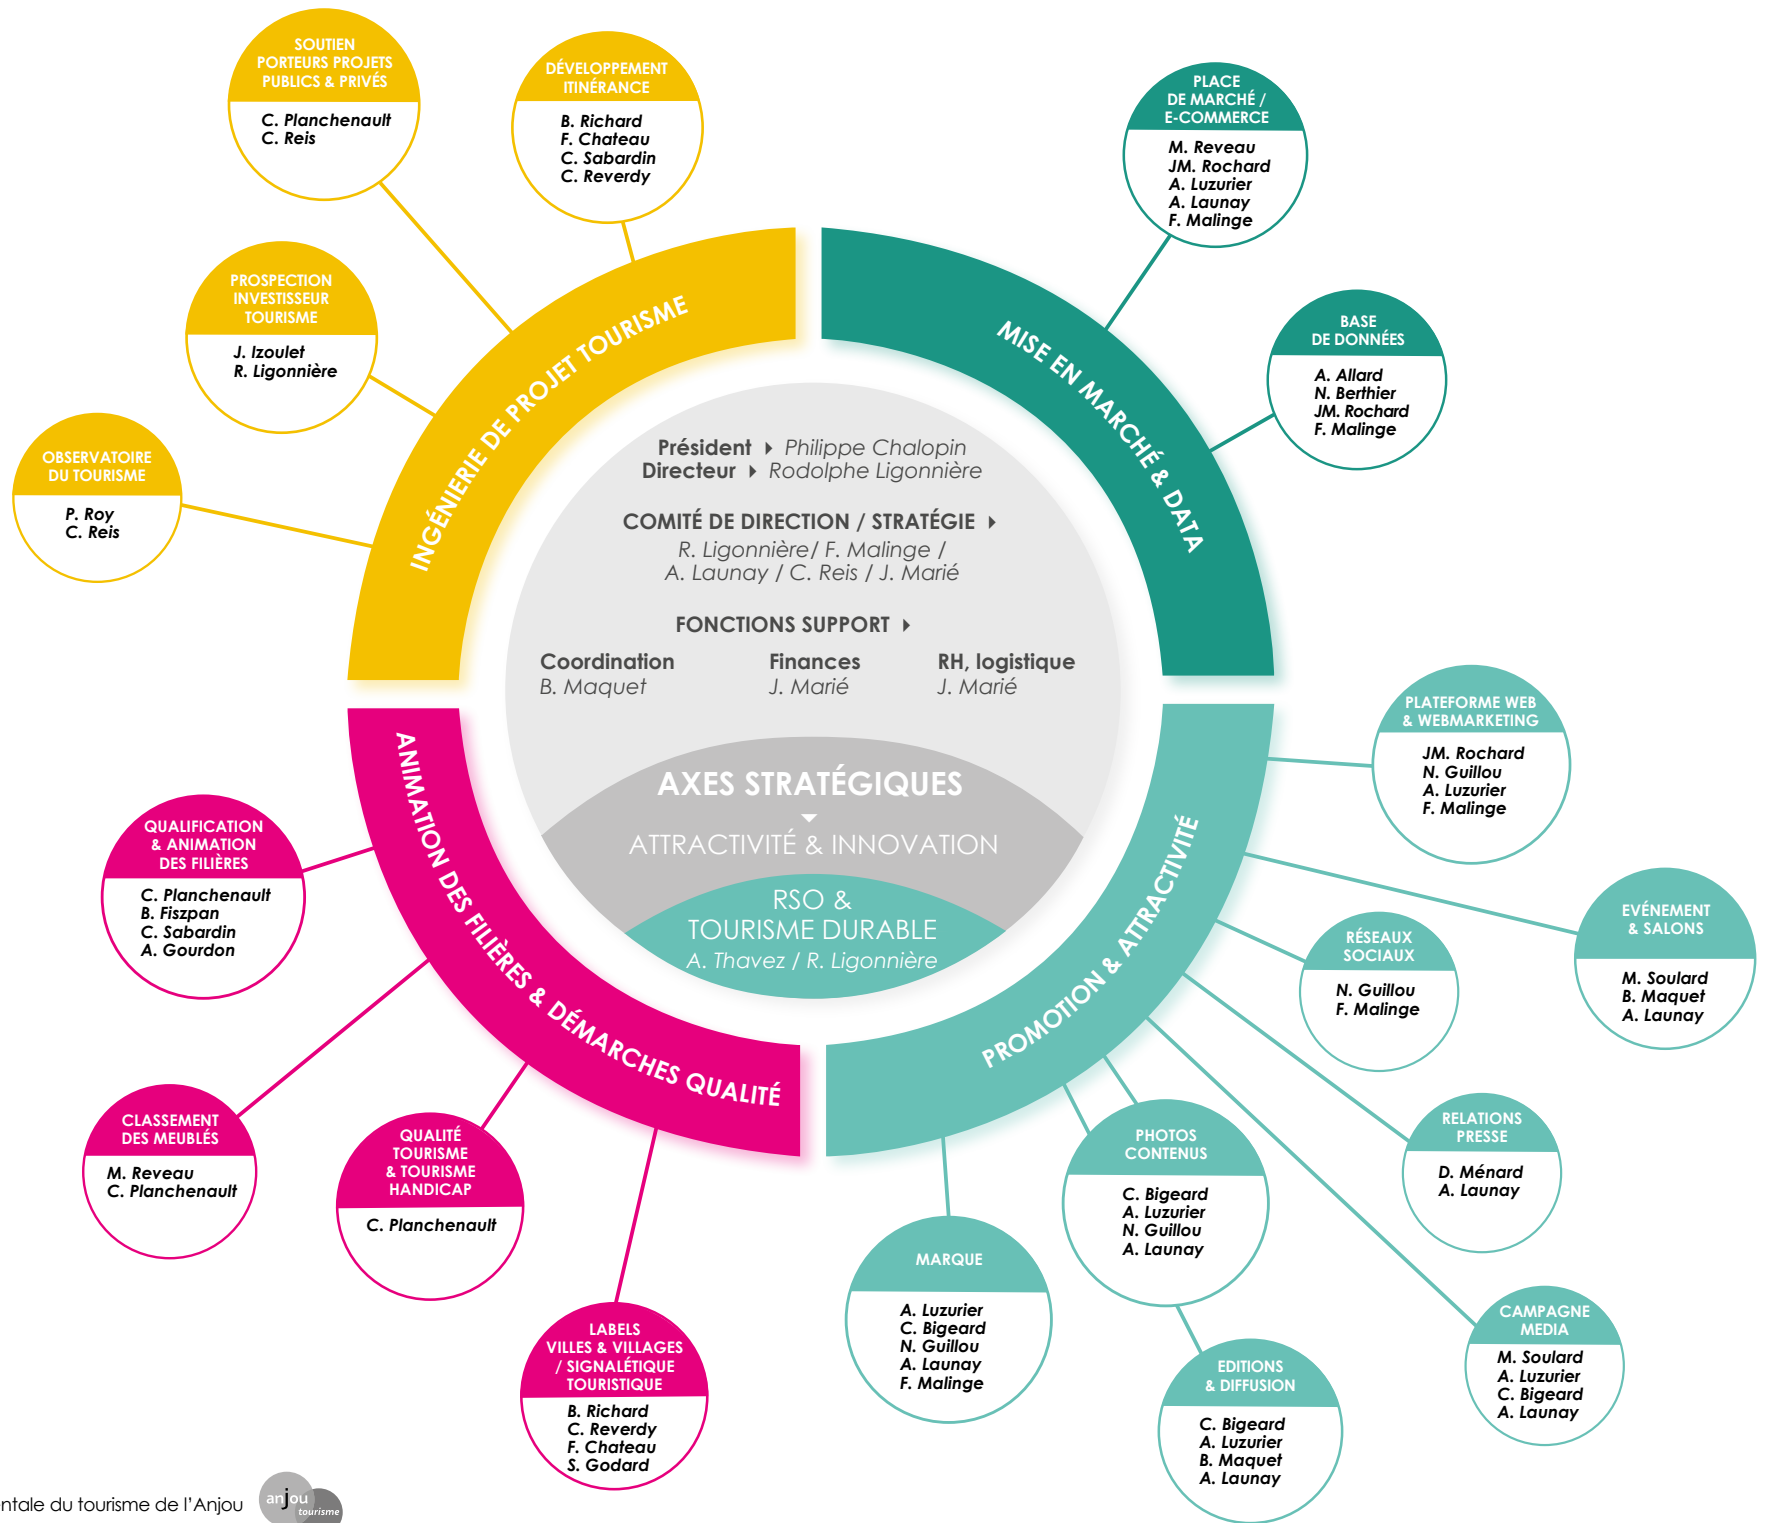 SOUTIEN
PORTEURS PROJETS
PUBLICS & PRIVÉS
C. Planchenault
C. Reis
DÉVELOPPEMENT
ITINÉRANCE
B. Richard
F. Chateau
C. Sabardin
C. Reverdy
PROSPECTION
INVESTISSEUR
TOURISME
J. Izoulet
R. Ligonnière
OBSERVATOIRE
DU TOURISME
P. Roy
C. Reis
INGÉNIERIE DE PROJET TOURISME
PLACE
DE MARCHÉ /
E-COMMERCE
M. Reveau
JM. Rochard
A. Luzurier
A. Launay
F. Malinge
BASE
DE DONNÉES
A. Allard
N. Berthier
JM. Rochard
F. Malinge
MISE EN MARCHÉ & DATA
Président ▸ Philippe Chalopin
Directeur ▸ Rodolphe Ligonnière
COMITÉ DE DIRECTION / STRATÉGIE ▸
R. Ligonnière/ F. Malinge /
A. Launay / C. Reis / J. Marié
FONCTIONS SUPPORT ▸
Coordination
B. Maquet
Finances
J. Marié
RH, logistique
J. Marié
AXES STRATÉGIQUES
ATTRACTIVITÉ & INNOVATION
RSO &
TOURISME DURABLE
A. Thavez / R. Ligonnière
ANIMATION DES FILIÈRES & DÉMARCHES QUALITÉ
QUALIFICATION
& ANIMATION
DES FILIÈRES
C. Planchenault
B. Fiszpan
C. Sabardin
A. Gourdon
CLASSEMENT
DES MEUBLÉS
M. Reveau
C. Planchenault
QUALITÉ
TOURISME
& TOURISME
HANDICAP
C. Planchenault
LABELS
VILLES & VILLAGES
/ SIGNALÉTIQUE
TOURISTIQUE
B. Richard
C. Reverdy
F. Chateau
S. Godard
PROMOTION & ATTRACTIVITÉ
PLATEFORME WEB
& WEBMARKETING
JM. Rochard
N. Guillou
A. Luzurier
F. Malinge
EVÉNEMENT
& SALONS
M. Soulard
B. Maquet
A. Launay
RÉSEAUX
SOCIAUX
N. Guillou
F. Malinge
RELATIONS
PRESSE
D. Ménard
A. Launay
PHOTOS
CONTENUS
C. Bigeard
A. Luzurier
N. Guillou
A. Launay
MARQUE
A. Luzurier
C. Bigeard
N. Guillou
A. Launay
F. Malinge
CAMPAGNE
MEDIA
M. Soulard
A. Luzurier
C. Bigeard
A. Launay
EDITIONS
& DIFFUSION
C. Bigeard
A. Luzurier
B. Maquet
A. Launay
ntale du tourisme de l'Anjou
anjou
tourisme